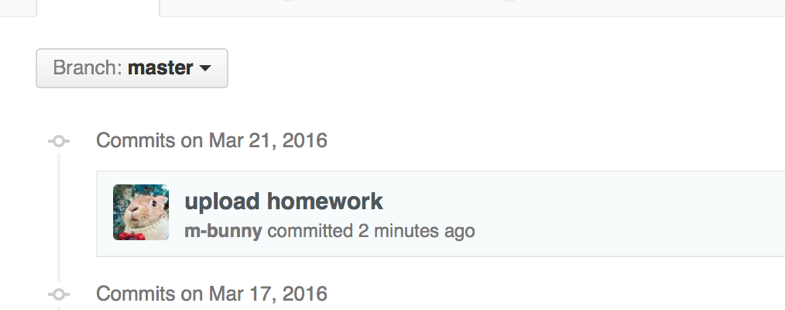 Branch: master
Commits on Mar 21, 2016
upload homework
m-bunny committed 2 minutes ago
Commits on Mar 17, 2016